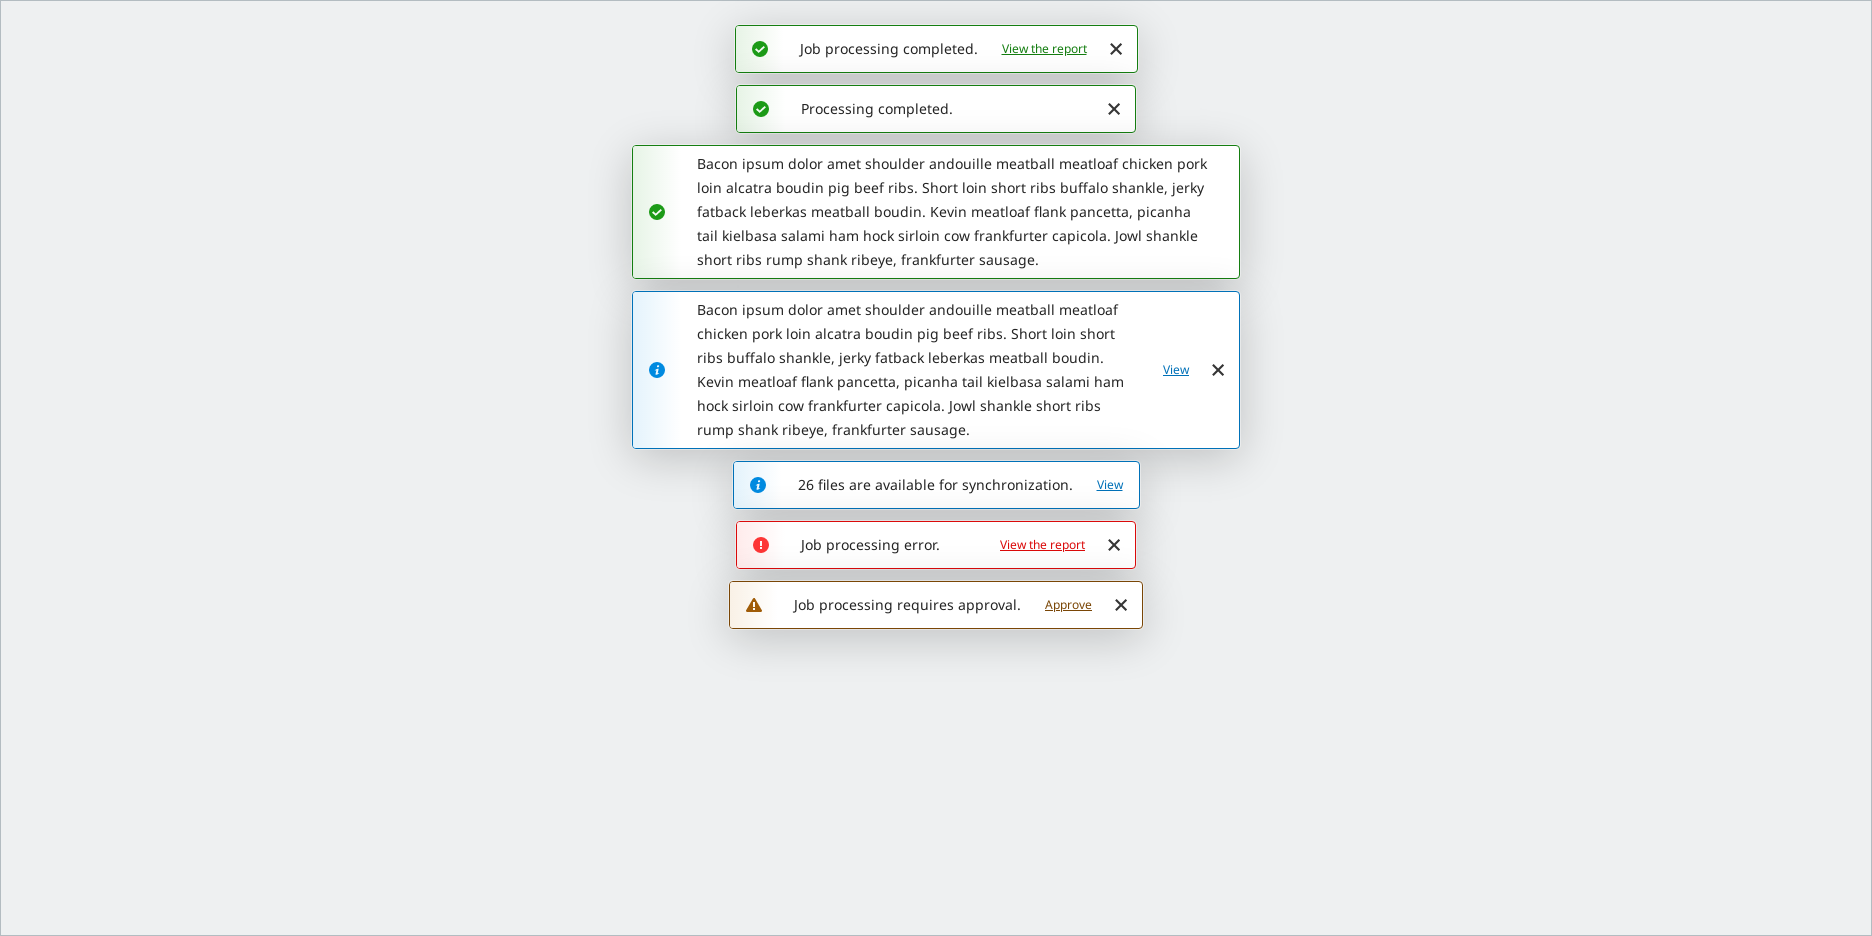 Job processing completed. View the report
Processing completed.
Bacon ipsum dolor amet shoulder andouille meatball meatloaf chicken pork
loin alcatra boudin pig beef ribs. Short loin short ribs buffalo shankle, jerky
fatback leberkas meatball boudin. Kevin meatloaf flank pancetta, picanha
tail kielbasa salami ham hock sirloin cow frankfurter capicola. Jowl shankle
short ribs rump shank ribeye, frankfurter sausage.
Bacon ipsum dolor amet shoulder andouille meatball meatloaf
chicken pork loin alcatra boudin pig beef ribs. Short loin short
ribs buffalo shankle, jerky fatback leberkas meatball boudin.
Kevin meatloaf flank pancetta, picanha tail kielbasa salami ham
hock sirloin cow frankfurter capicola. Jowl shankle short ribs
rump shank ribeye, frankfurter sausage.
View
26 files are available for synchronization. View
Job processing error. View the report
Job processing requires approval. Approve